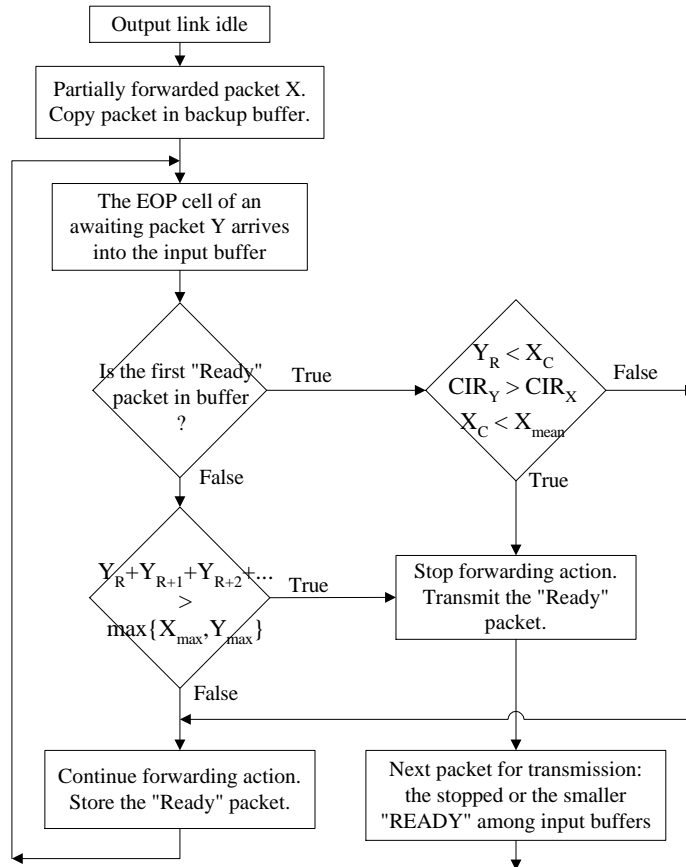 Output link idle
Partially forwarded packet X.
Copy packet in backup buffer.
The EOP cell of an
awaiting packet Y arrives
into the input buffer
Is the first "Ready"
packet in buffer
?
True
False
Y_R < X_C
CIR_Y > CIR_X
X_C < X_mean
False
True
Y_R+Y_{R+1}+Y_{R+2}+...
>
max{X_max,Y_max}
True
False
Stop forwarding action.
Transmit the "Ready"
packet.
Continue forwarding action.
Store the "Ready" packet.
Next packet for transmission:
the stopped or the smaller
"READY" among input buffers